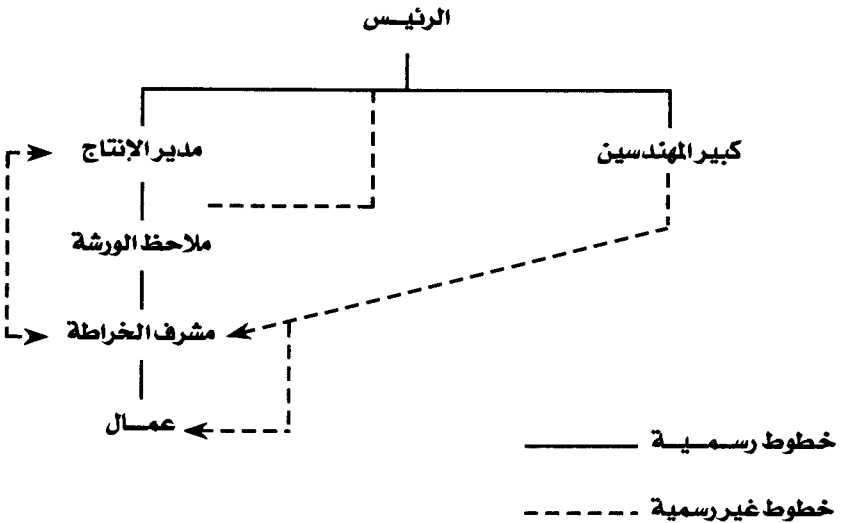 الرئيس
كبير المهندسين
مدير الإنتاج
ملاحظ الورشة
مشرف الخراطة
عمال
خطوط رسمية
خطوط غير رسمية